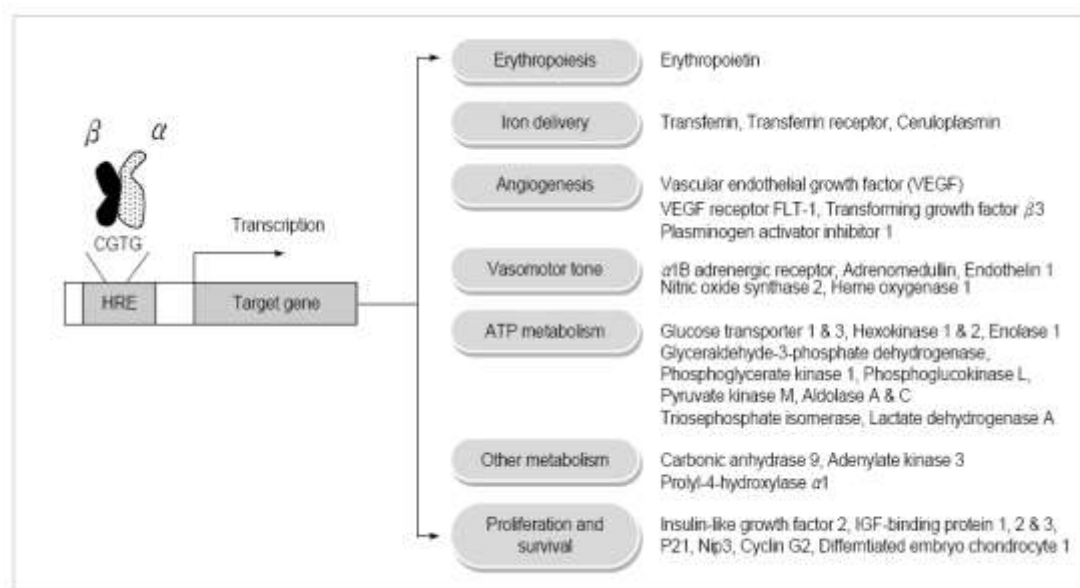 β α
CGTG
Transcription
HRE
Target gene
Erythropoiesis
Erythropoietin
Iron delivery
Transferrin, Transferrin receptor, Ceruloplasmin
Angiogenesis
Vascular endothelial growth factor (VEGF)
VEGF receptor FLT-1, Transforming growth factor β3
Plasminogen activator inhibitor 1
Vasomotor tone
α1B adrenergic receptor, Adrenomedullin, Endothelin 1
Nitric oxide synthase 2, Heme oxygenase 1
ATP metabolism
Glucose transporter 1 & 3, Hexokinase 1 & 2, Enolase 1
Glyceraldehyde-3-phosphate dehydrogenase,
Phosphoglycerate kinase 1, Phosphoglucokinase L,
Pyruvate kinase M, Aldolase A & C
Triosephosphate isomerase, Lactate dehydrogenase A
Other metabolism
Carbonic anhydrase 9, Adenylate kinase 3
Prolyl-4-hydroxylase α1
Proliferation and
survival
Insulin-like growth factor 2, IGF-binding protein 1, 2 & 3,
P21, Nip3, Cyclin G2, Differntiated embryo chondrocyte 1